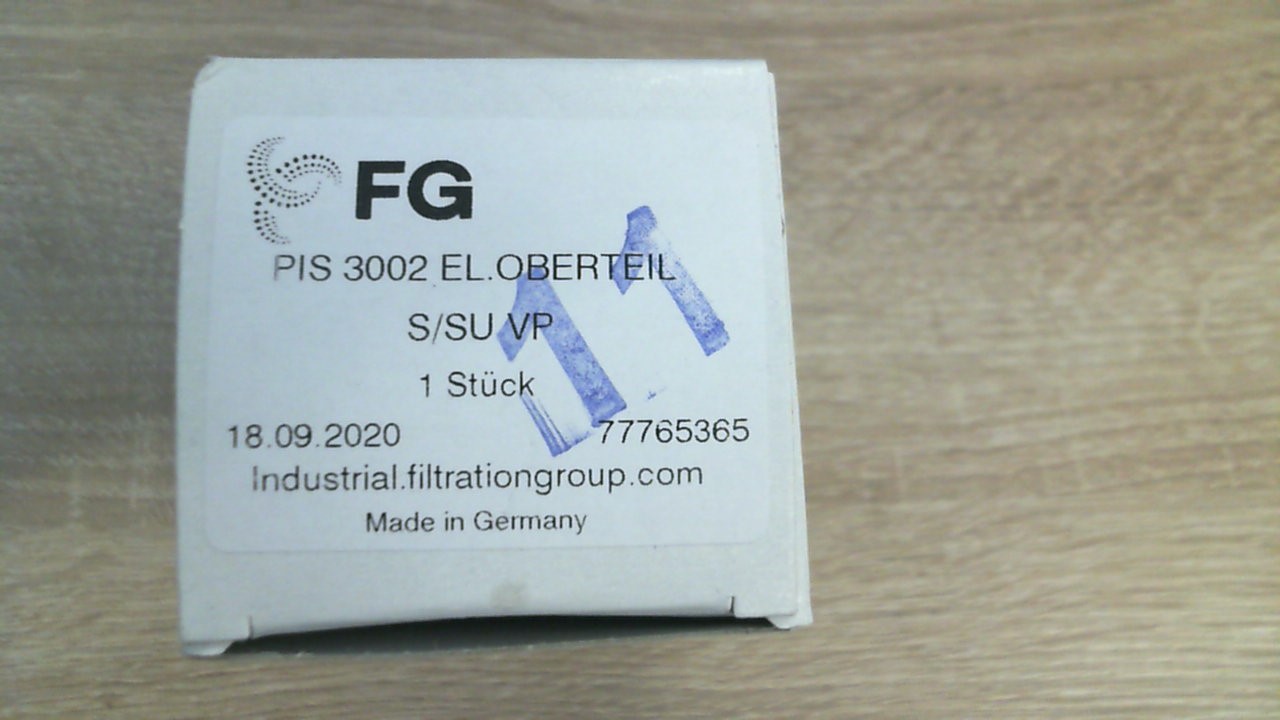 FG
PIS 3002 EL.OBERTEIL
S/SU VP
1 Stück
18.09.2020 77765365
Industrial.filtrationgroup.com
Made in Germany
11